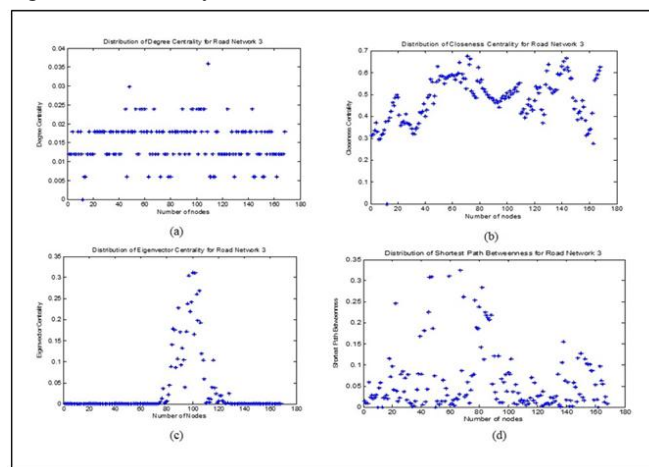 Distribution of Degree Centrality for Road Network 3
0.04
0.035
0.03
0.025
0.02
0.015
0.01
0.005
0
Degree Centrality
0 20 40 60 80 100 120 140 160 180
Number of nodes
(a)
Distribution of Closeness Centrality for Road Network 3
0.7
0.6
0.5
0.4
0.3
0.2
0.1
0
Closeness Centrality
0 20 40 60 80 100 120 140 160 180
Number of nodes
(b)
Distribution of Eigenvector Centrality for Road Network 3
0.35
0.3
0.25
0.2
0.15
0.1
0.05
0
Eigenvector Centrality
0 20 40 60 80 100 120 140 160 180
Number of Nodes
(c)
Distribution of Shortest Path Betweenness for Road Network 3
0.35
0.3
0.25
0.2
0.15
0.1
0.05
0
Shortest Path Betweenness
0 20 40 60 80 100 120 140 160 180
Number of nodes
(d)